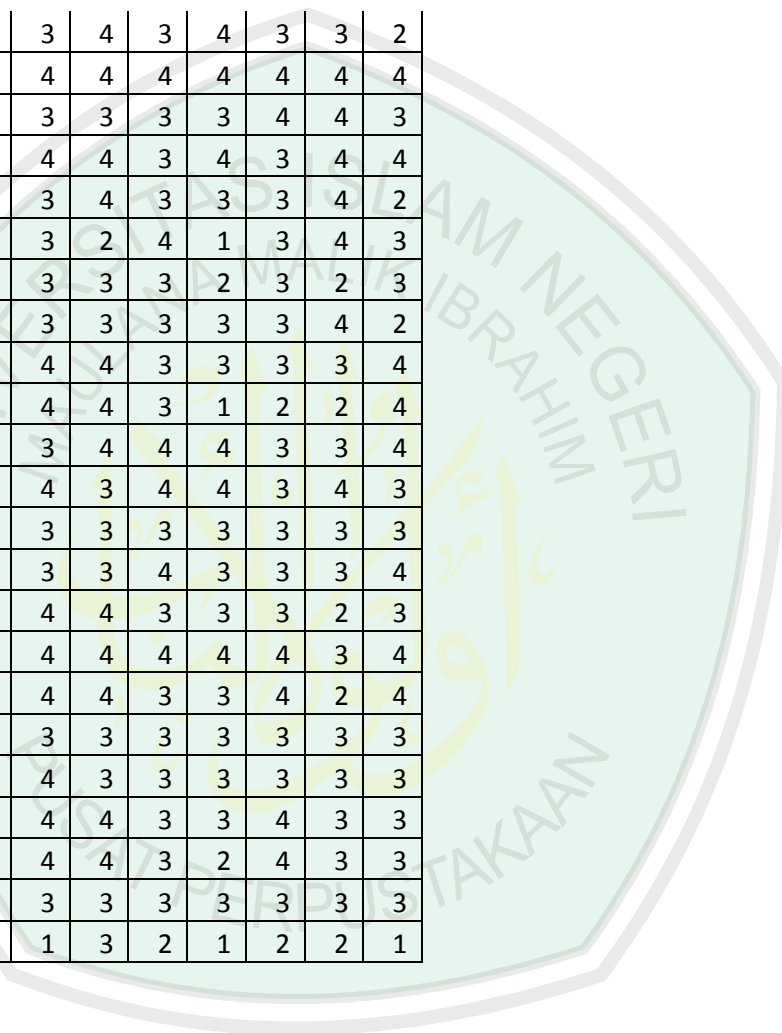 3 4 3 4 3 3 2
4 4 4 4 4 4 4
3 3 3 3 4 4 3
4 4 3 4 3 4 4
3 4 3 3 3 4 2
3 2 4 1 3 4 3
3 3 3 2 3 2 3
3 3 3 3 3 4 2
4 4 3 3 3 3 4
4 4 3 1 2 2 4
3 4 4 4 3 3 4
4 3 4 4 3 4 3
3 3 3 3 3 3 3
3 3 4 3 3 3 4
4 4 3 3 3 2 3
4 4 4 4 4 3 4
4 4 3 3 4 2 4
3 3 3 3 3 3 3
4 3 3 3 3 3 3
4 4 3 3 4 3 3
4 4 3 2 4 3 3
3 3 3 3 3 3 3
1 3 2 1 2 2 1
VERSITAS ISLAM NEGERI
MAULANA MALIK IBRAHIM
PUSAT PERPUSTAKAAN